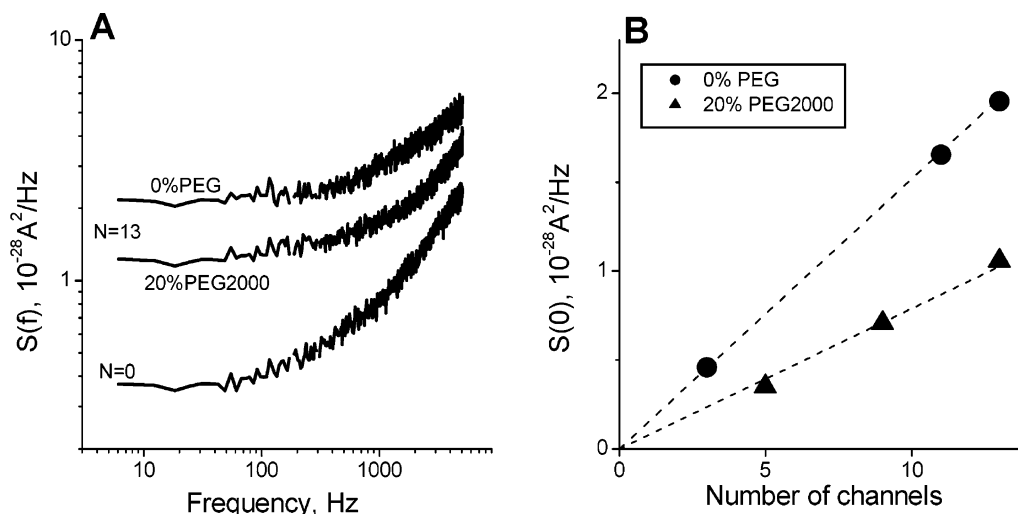 A
10
1
S(f), 10⁻²⁸A²/Hz
0%PEG
N=13
20%PEG2000
N=0
10
100
1000
Frequency, Hz
B
0% PEG
20% PEG2000
2
1
0
S(0), 10⁻²⁸A²/Hz
0
5
10
Number of channels